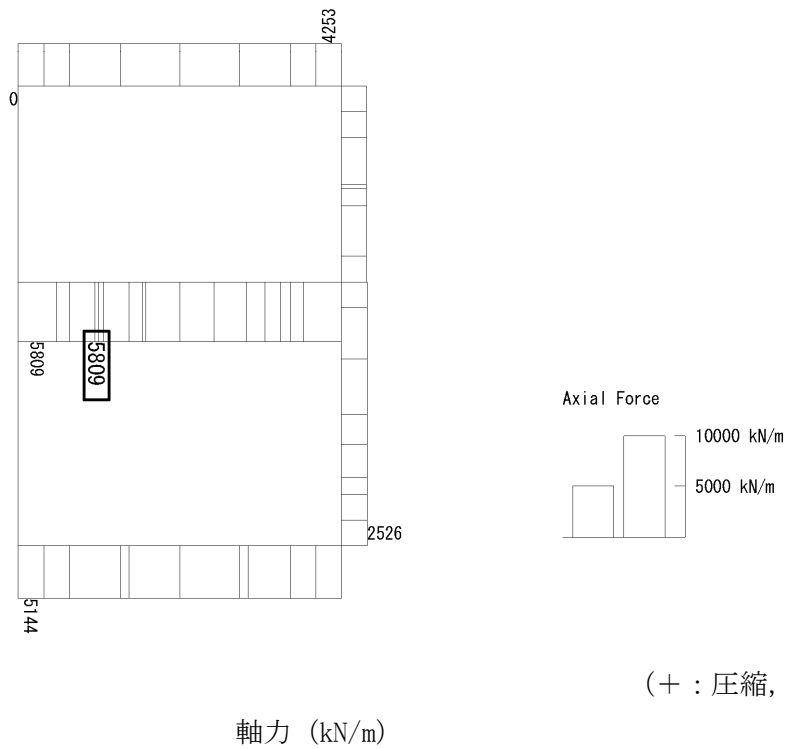 4253
0
5809
5809
2526
5144
Axial Force
10000 kN/m
5000 kN/m
(+:圧縮,
軸力 (kN/m)